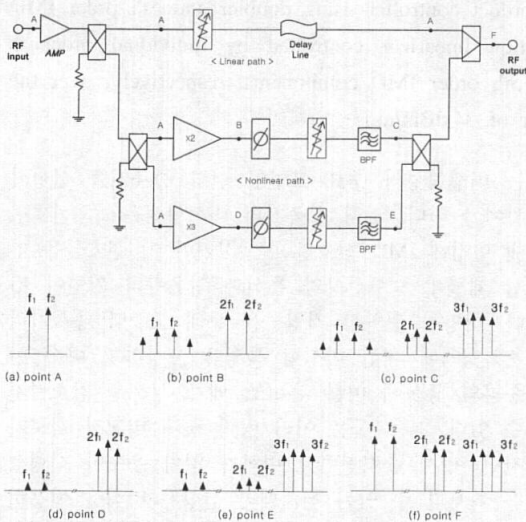 A
A
A
F
RF
Input
AMP
< Linear path >
Delay
Line
RF
output
A
X2
B
C
BPF
< Nonlinear path >
A
X3
D
E
BPF
f1 f2
2f1 2f2
3f1 3f2
f1 f2
2f1 2f2
f1 f2
(a) point A
(b) point B
(c) point C
2f1 2f2
3f1 3f2
f1 f2
2f1 2f2
3f1 3f2
f1 f2
f1 f2
2f1 2f2
(d) point D
(e) point E
(f) point F